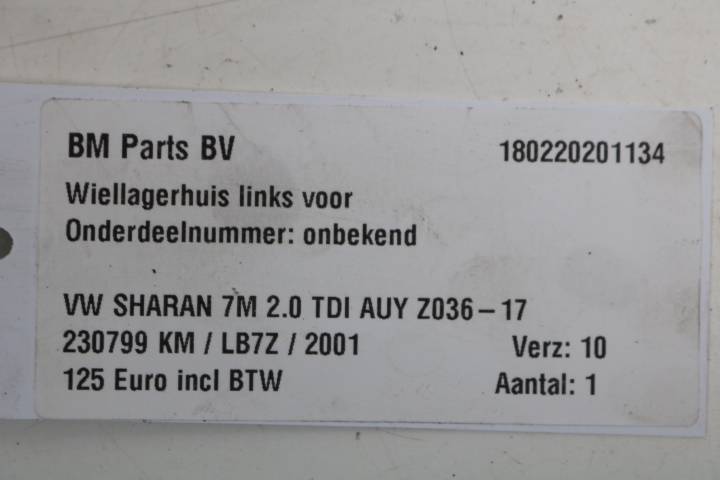 BM Parts BV 180220201134
Wiellagerhuis links voor
Onderdeelnummer: onbekend
VW SHARAN 7M 2.0 TDI AUY Z036-17
230799 KM / LB7Z / 2001 Verz: 10
125 Euro incl BTW Aantal: 1